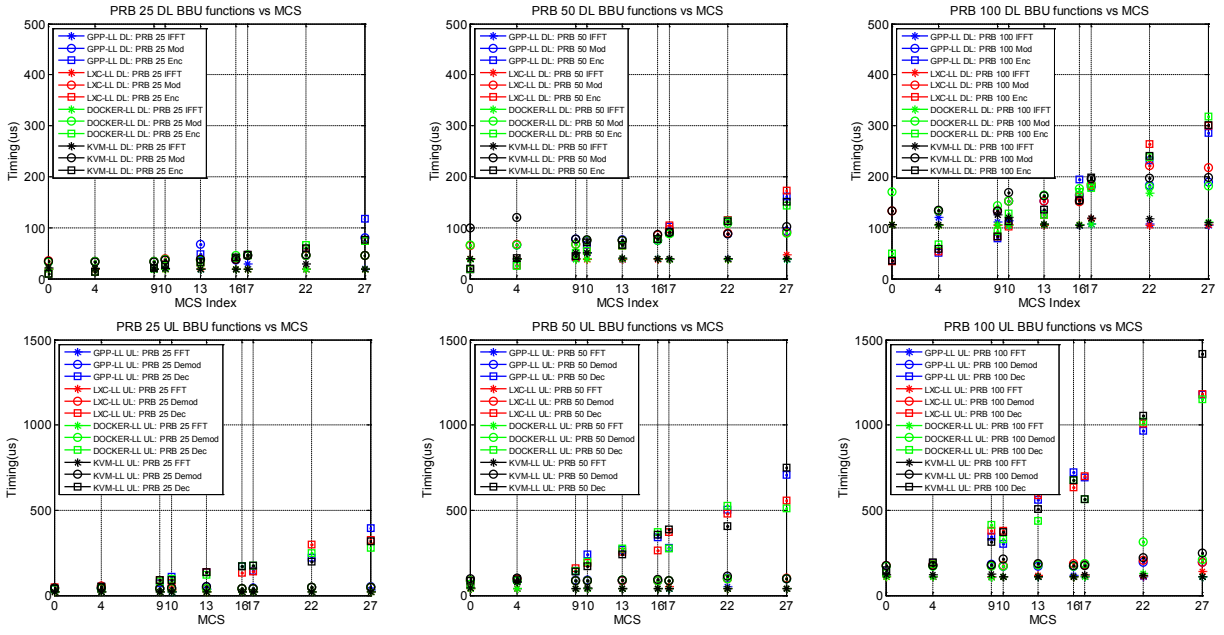 PRB 25 DL BBU functions vs MCS
500
400
300
200
100
0
Timing(us)
GPP-LL DL: PRB 25 IFFT
GPP-LL DL: PRB 25 Mod
GPP-LL DL: PRB 25 Enc
LXC-LL DL: PRB 25 IFFT
LXC-LL DL: PRB 25 Mod
LXC-LL DL: PRB 25 Enc
DOCKER-LL DL: PRB 25 IFFT
DOCKER-LL DL: PRB 25 Mod
DOCKER-LL DL: PRB 25 Enc
KVM-LL DL: PRB 25 IFFT
KVM-LL DL: PRB 25 Mod
KVM-LL DL: PRB 25 Enc
0 4 9 10 13 16 17 22 27
MCS Index
PRB 50 DL BBU functions vs MCS
500
400
300
200
100
0
Timing(us)
GPP-LL DL: PRB 50 IFFT
GPP-LL DL: PRB 50 Mod
GPP-LL DL: PRB 50 Enc
LXC-LL DL: PRB 50 IFFT
LXC-LL DL: PRB 50 Mod
LXC-LL DL: PRB 50 Enc
DOCKER-LL DL: PRB 50 IFFT
DOCKER-LL DL: PRB 50 Mod
DOCKER-LL DL: PRB 50 Enc
KVM-LL DL: PRB 50 IFFT
KVM-LL DL: PRB 50 Mod
KVM-LL DL: PRB 50 Enc
0 4 9 10 13 16 17 22 27
MCS Index
PRB 100 DL BBU functions vs MCS
500
400
300
200
100
0
Timing(us)
GPP-LL DL: PRB 100 IFFT
GPP-LL DL: PRB 100 Mod
GPP-LL DL: PRB 100 Enc
LXC-LL DL: PRB 100 IFFT
LXC-LL DL: PRB 100 Mod
LXC-LL DL: PRB 100 Enc
DOCKER-LL DL: PRB 100 IFFT
DOCKER-LL DL: PRB 100 Mod
DOCKER-LL DL: PRB 100 Enc
KVM-LL DL: PRB 100 IFFT
KVM-LL DL: PRB 100 Mod
KVM-LL DL: PRB 100 Enc
0 4 9 10 13 16 17 22 27
MCS Index
PRB 25 UL BBU functions vs MCS
1500
1000
500
0
Timing(us)
GPP-LL UL: PRB 25 FFT
GPP-LL UL: PRB 25 Demod
GPP-LL UL: PRB 25 Dec
LXC-LL UL: PRB 25 FFT
LXC-LL UL: PRB 25 Demod
LXC-LL UL: PRB 25 Dec
DOCKER-LL UL: PRB 25 FFT
DOCKER-LL UL: PRB 25 Demod
DOCKER-LL UL: PRB 25 Dec
KVM-LL UL: PRB 25 FFT
KVM-LL UL: PRB 25 Demod
KVM-LL UL: PRB 25 Dec
0 4 9 10 13 16 17 22 27
MCS
PRB 50 UL BBU functions vs MCS
1500
1000
500
0
Timing(us)
GPP-LL UL: PRB 50 FFT
GPP-LL UL: PRB 50 Demod
GPP-LL UL: PRB 50 Dec
LXC-LL UL: PRB 50 FFT
LXC-LL UL: PRB 50 Demod
LXC-LL UL: PRB 50 Dec
DOCKER-LL UL: PRB 50 FFT
DOCKER-LL UL: PRB 50 Demod
DOCKER-LL UL: PRB 50 Dec
KVM-LL UL: PRB 50 FFT
KVM-LL UL: PRB 50 Demod
KVM-LL UL: PRB 50 Dec
0 4 9 10 13 16 17 22 27
MCS
PRB 100 UL BBU functions vs MCS
1500
1000
500
0
Timing(us)
GPP-LL UL: PRB 100 FFT
GPP-LL UL: PRB 100 Demod
GPP-LL UL: PRB 100 Dec
LXC-LL UL: PRB 100 FFT
LXC-LL UL: PRB 100 Demod
LXC-LL UL: PRB 100 Dec
DOCKER-LL UL: PRB 100 FFT
DOCKER-LL UL: PRB 100 Demod
DOCKER-LL UL: PRB 100 Dec
KVM-LL UL: PRB 100 FFT
KVM-LL UL: PRB 100 Demod
KVM-LL UL: PRB 100 Dec
0 4 9 10 13 16 17 22 27
MCS